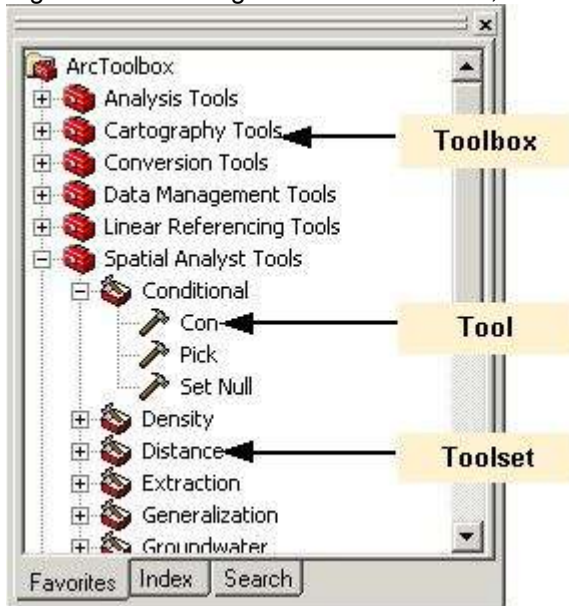 ArcToolbox
Analysis Tools
Cartography Tools
Toolbox
Conversion Tools
Data Management Tools
Linear Referencing Tools
Spatial Analyst Tools
Conditional
Con
Tool
Pick
Set Null
Density
Distance
Toolset
Extraction
Generalization
Groundwater
Favorites Index Search